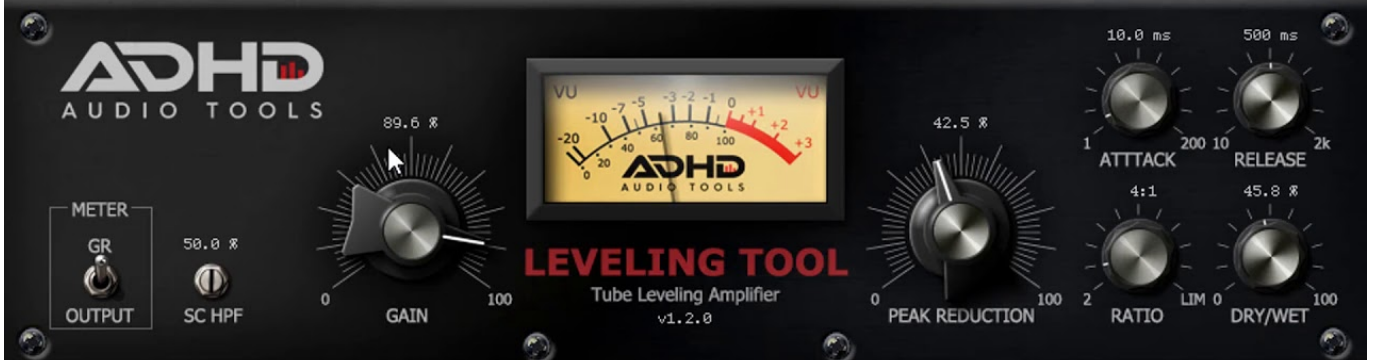 ADHD
AUDIO TOOLS
METER
GR
OUTPUT
50.0 %
SC HPF
89.6 %
0
100
GAIN
VU
VU
-20
-10
-7
-5
-3
-2
-1
0
+1
+2
+3
0
20
40
60
80
100
ADHD
AUDIO TOOLS
LEVELING TOOL
Tube Leveling Amplifier
v1.2.0
42.5 %
0
100
PEAK REDUCTION
10.0 ms
1
200
ATTTACK
500 ms
10
2k
RELEASE
4:1
2
LIM
RATIO
45.8 %
0
100
DRY/WET